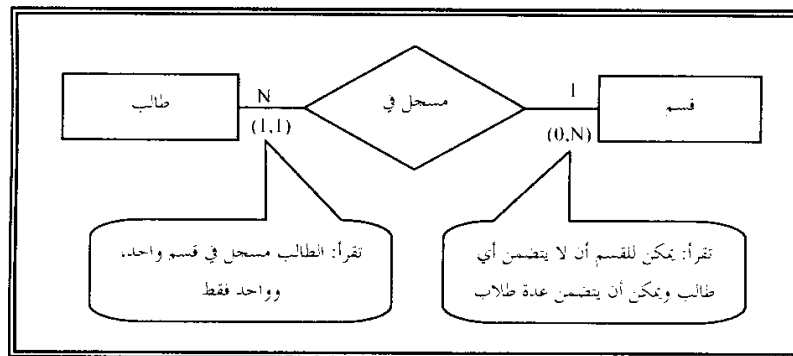 طالب
N
(1,1)
مسجل في
1
(0,N)
قسم
تقرأ: الطالب مسجل في قسم واحد،
وواحد فقط
تقرأ: يمكن للقسم أن لا يتضمن أي
طالب ويمكن أن يتضمن عدة طلاب